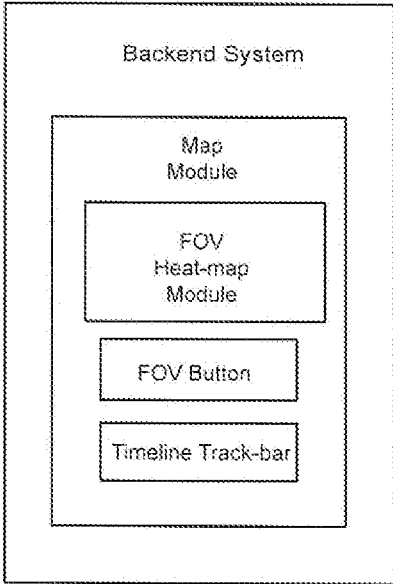 Backend System
Map
Module
FOV
Heat-map
Module
FOV Button
Timeline Track-bar